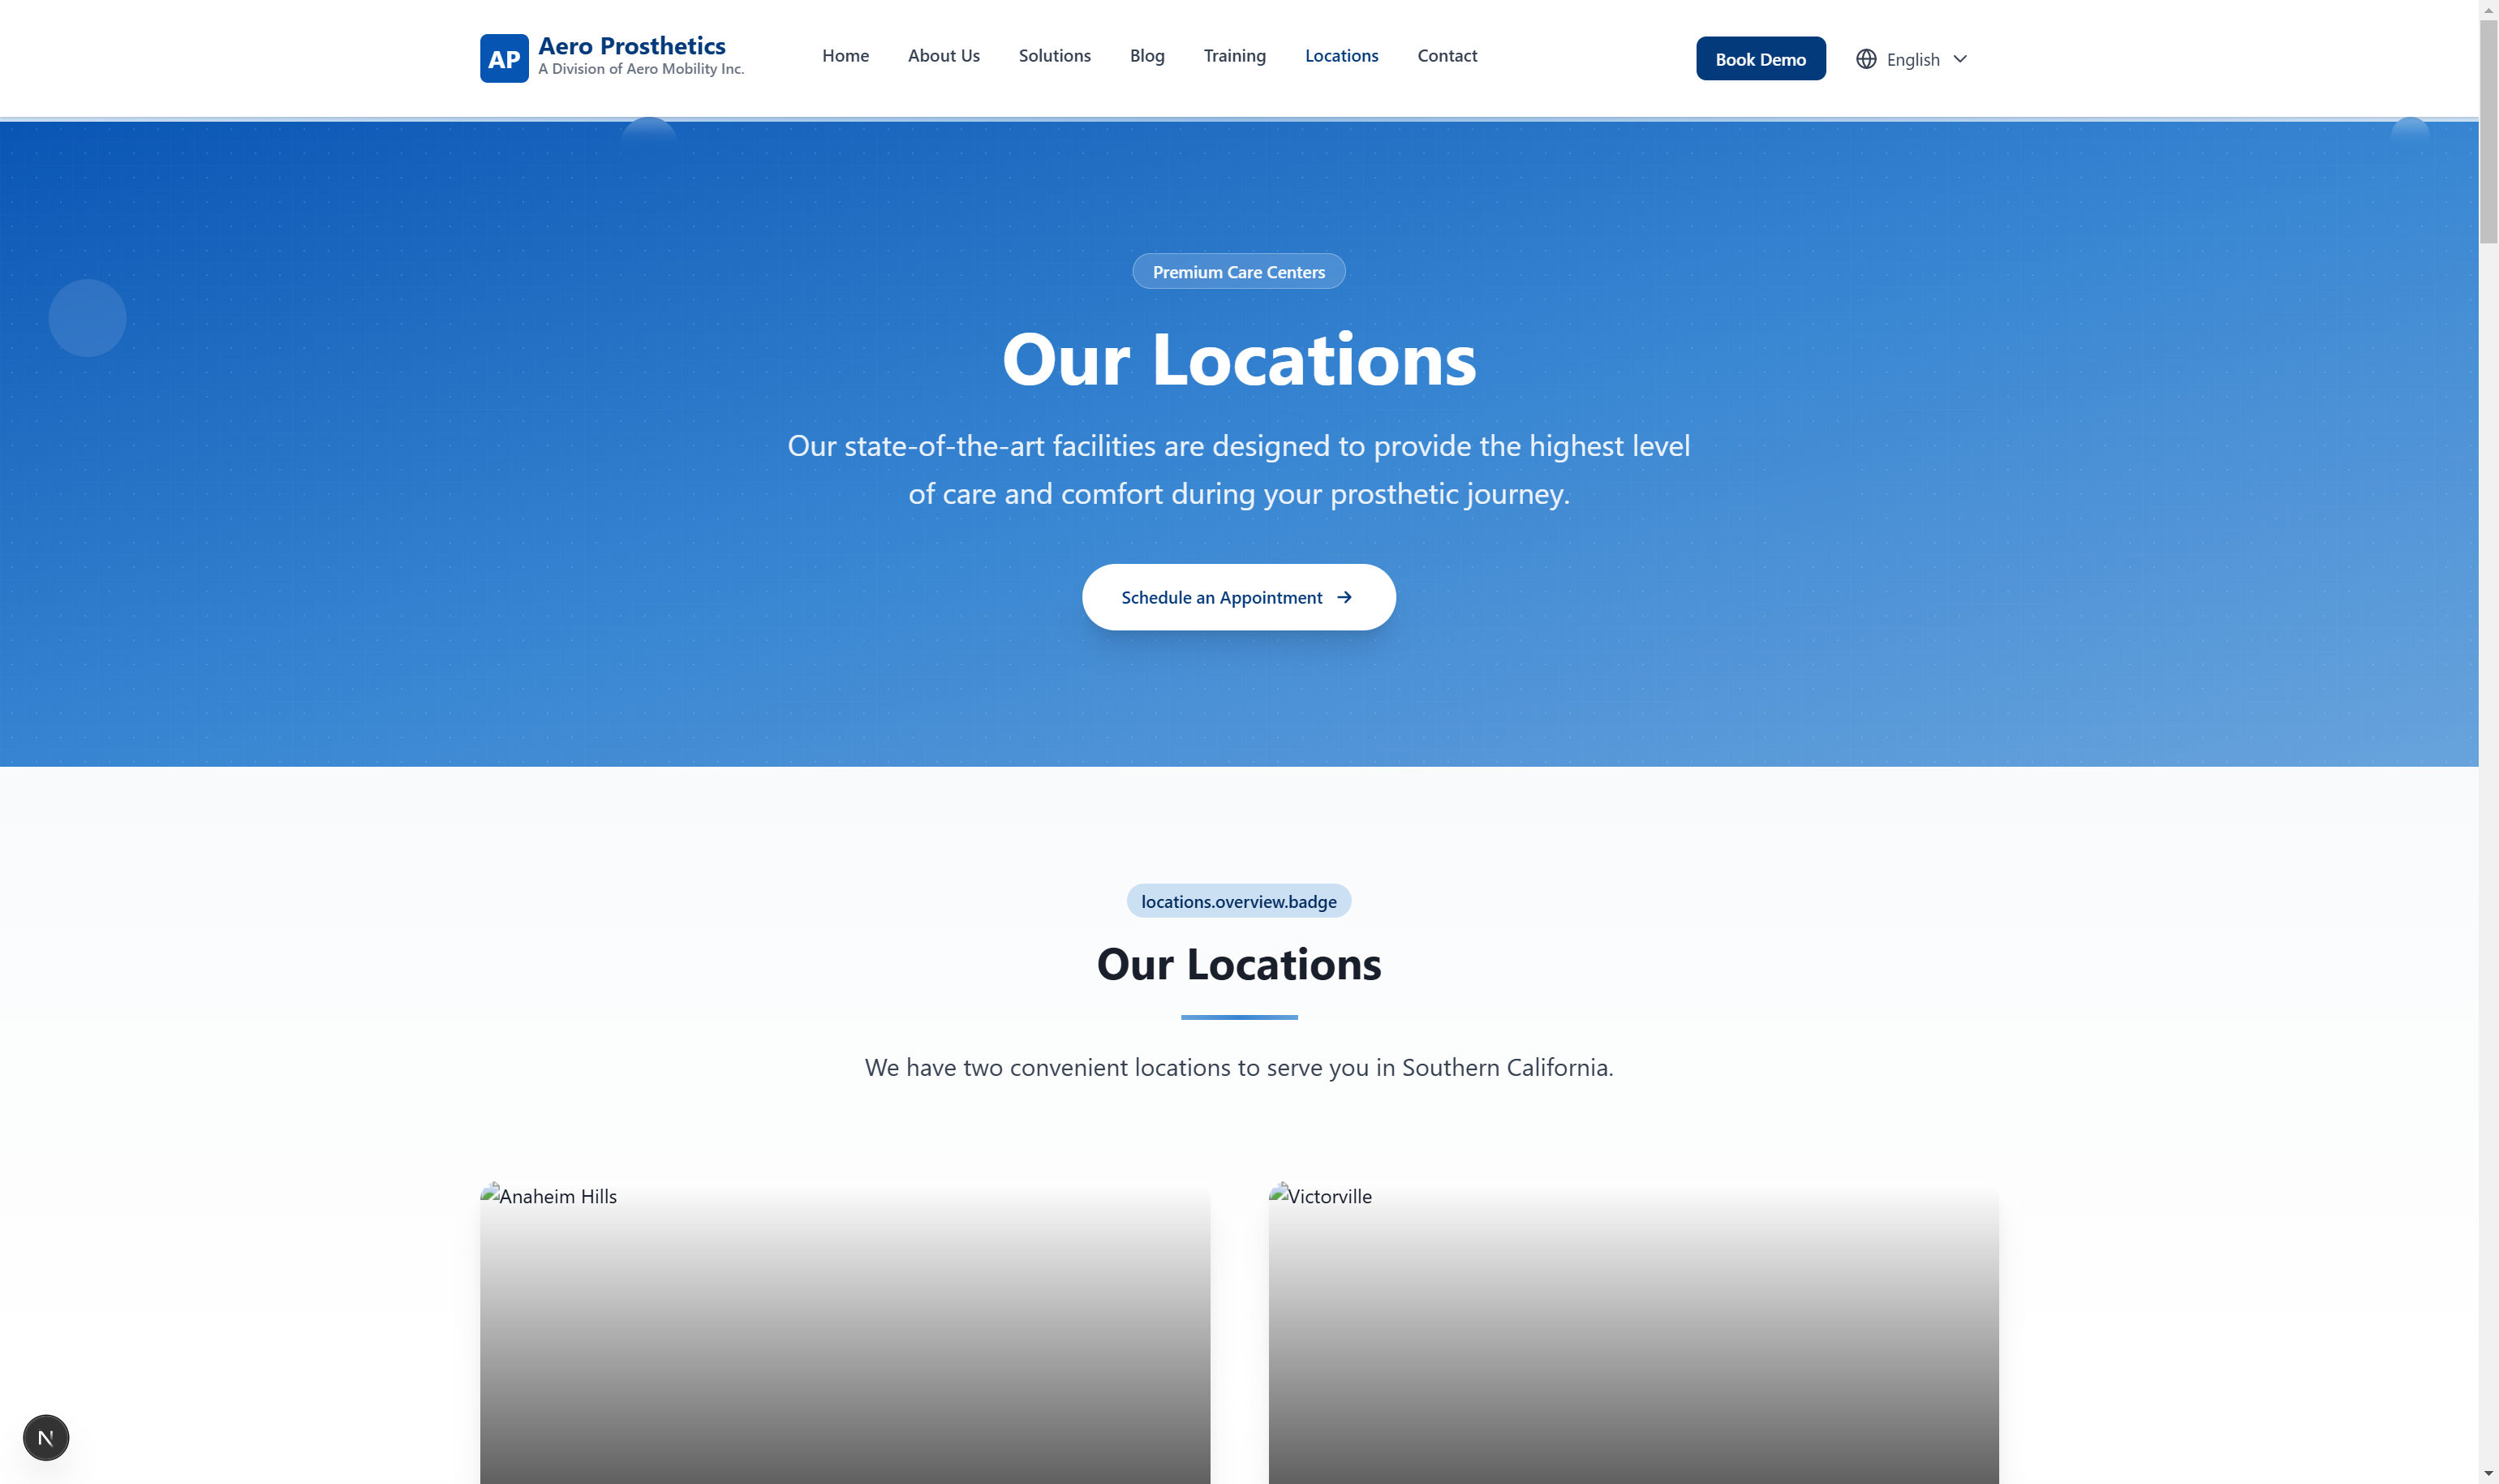 AP
Aero Prosthetics
A Division of Aero Mobility Inc.
Home
About Us
Solutions
Blog
Training
Locations
Contact
Book Demo
English
Premium Care Centers
Our Locations
Our state-of-the-art facilities are designed to provide the highest level
of care and comfort during your prosthetic journey.
Schedule an Appointment
locations.overview.badge
Our Locations
We have two convenient locations to serve you in Southern California.
Anaheim Hills
Victorville
N